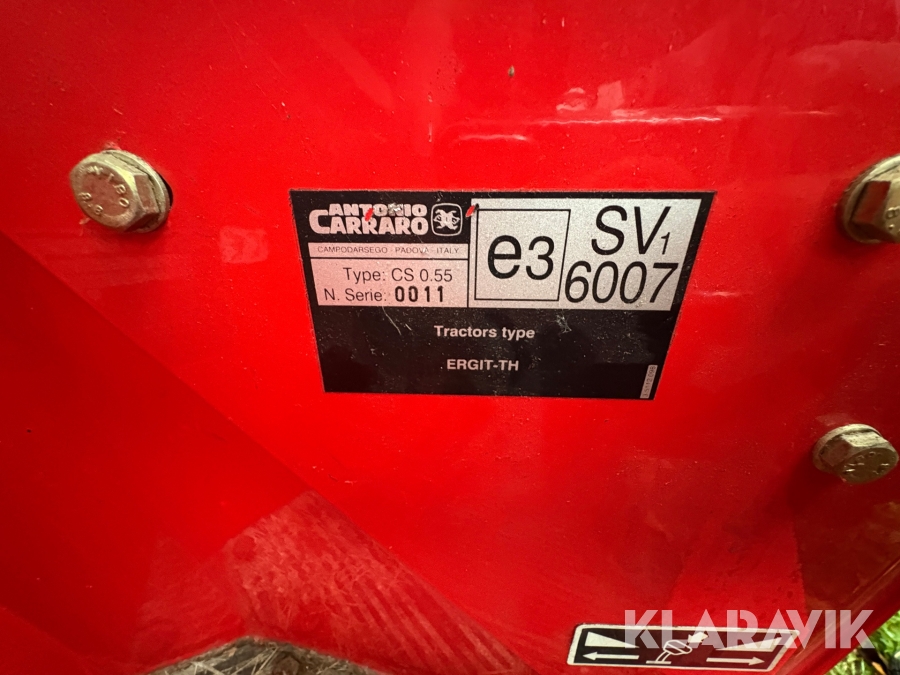 ANTONIO
CARRARO
CAMPODARSEGO - PADOVA - ITALY
Type: CS 0.55
N. Serie: 0011
e3
SV1
6007
Tractors type
ERGIT-TH
KLARAVIK